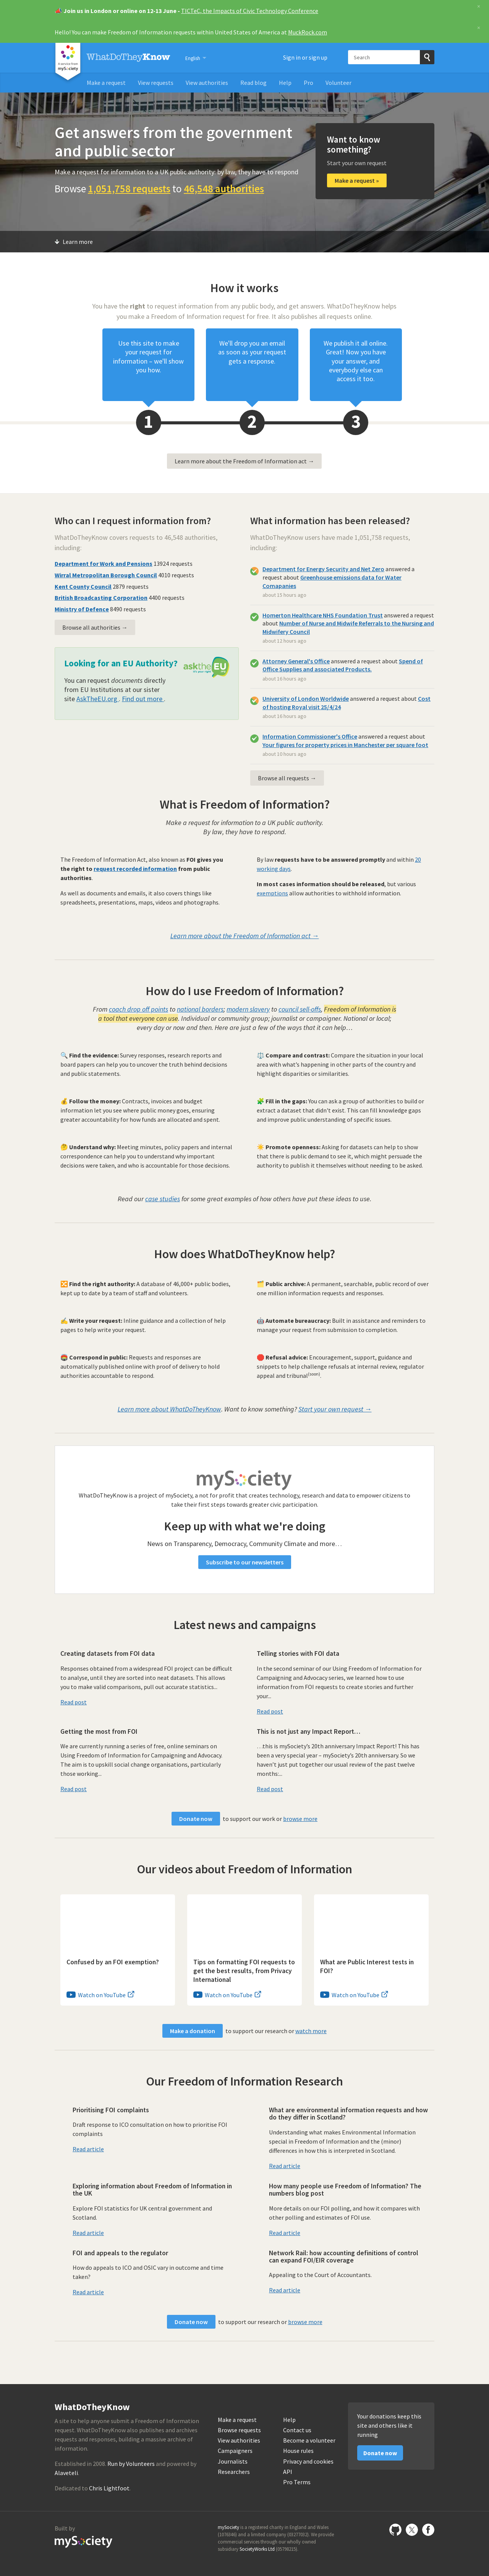 📣 Join us in London or online on 12-13 June - TICTeC, the Impacts of Civic Technology Conference
×
Hello! You can make Freedom of Information requests within United States of America at MuckRock.com
×
mySociety
WhatDoTheyKnow
English
Sign in or sign up
Search
Make a request
View requests
View authorities
Read blog
Help
Pro
Volunteer
Get answers from the government
and public sector
Make a request for information to a UK public authority: by law, they have to respond
Browse 1,051,758 requests to 46,548 authorities
Want to know
something?
Start your own request
Make a request »
Learn more
How it works
You have the right to request information from any public body, and get answers. WhatDoTheyKnow helps
you make a Freedom of Information request for free. It also publishes all requests online.
Use this site to make
your request for
information – we'll show
you how.
We'll drop you an email
as soon as your request
gets a response.
We publish it all online.
Great! Now you have
your answer, and
everybody else can
access it too.
1
2
3
Learn more about the Freedom of Information act →
Who can I request information from?
WhatDoTheyKnow covers requests to 46,548 authorities,
including:
Department for Work and Pensions 13924 requests
Wirral Metropolitan Borough Council 4010 requests
Kent County Council 2879 requests
British Broadcasting Corporation 4400 requests
Ministry of Defence 8490 requests
Browse all authorities →
Looking for an EU Authority?
asktheEU
You can request documents directly
from EU Institutions at our sister
site AskTheEU.org . Find out more .
What information has been released?
WhatDoTheyKnow users have made 1,051,758 requests,
including:
Department for Energy Security and Net Zero answered a
request about Greenhouse emissions data for Water
Comapanies
about 15 hours ago
Homerton Healthcare NHS Foundation Trust answered a request
about Number of Nurse and Midwife Referrals to the Nursing and
Midwifery Council
about 12 hours ago
Attorney General's Office answered a request about Spend of
Office Supplies and associated Products.
about 16 hours ago
University of London Worldwide answered a request about Cost
of hosting Royal visit 25/4/24
about 16 hours ago
Information Commissioner's Office answered a request about
Your figures for property prices in Manchester per square foot
about 10 hours ago
Browse all requests →
What is Freedom of Information?
Make a request for information to a UK public authority.
By law, they have to respond.
The Freedom of Information Act, also known as FOI gives you
the right to request recorded information from public
authorities.
As well as documents and emails, it also covers things like
spreadsheets, presentations, maps, videos and photographs.
By law requests have to be answered promptly and within 20
working days.
In most cases information should be released, but various
exemptions allow authorities to withhold information.
Learn more about the Freedom of Information act →
How do I use Freedom of Information?
From coach drop off points to national borders; modern slavery to council sell-offs, Freedom of Information is
a tool that everyone can use. Individual or community group; journalist or campaigner. National or local;
every day or now and then. Here are just a few of the ways that it can help…
🔍 Find the evidence: Survey responses, research reports and
board papers can help you to uncover the truth behind decisions
and public statements.
⚖️ Compare and contrast: Compare the situation in your local
area with what's happening in other parts of the country and
highlight disparities or similarities.
💰 Follow the money: Contracts, invoices and budget
information let you see where public money goes, ensuring
greater accountability for how funds are allocated and spent.
🧩 Fill in the gaps: You can ask a group of authorities to build or
extract a dataset that didn't exist. This can fill knowledge gaps
and improve public understanding of specific issues.
🤔 Understand why: Meeting minutes, policy papers and internal
correspondence can help you to understand why important
decisions were taken, and who is accountable for those decisions.
☀️ Promote openness: Asking for datasets can help to show
that there is public demand to see it, which might persuade the
authority to publish it themselves without needing to be asked.
Read our case studies for some great examples of how others have put these ideas to use.
How does WhatDoTheyKnow help?
🔀 Find the right authority: A database of 46,000+ public bodies,
kept up to date by a team of staff and volunteers.
🗂️ Public archive: A permanent, searchable, public record of over
one million information requests and responses.
✍️ Write your request: Inline guidance and a collection of help
pages to help write your request.
🤖 Automate bureaucracy: Built in assistance and reminders to
manage your request from submission to completion.
📨 Correspond in public: Requests and responses are
automatically published online with proof of delivery to hold
authorities accountable to respond.
🛑 Refusal advice: Encouragement, support, guidance and
snippets to help challenge refusals at internal review, regulator
appeal and tribunal[soon].
Learn more about WhatDoTheyKnow. Want to know something? Start your own request →
mySociety
WhatDoTheyKnow is a project of mySociety, a not for profit that creates technology, research and data to empower citizens to
take their first steps towards greater civic participation.
Keep up with what we're doing
News on Transparency, Democracy, Community Climate and more…
Subscribe to our newsletters
Latest news and campaigns
Creating datasets from FOI data
Responses obtained from a widespread FOI project can be difficult
to analyse, until they are sorted into neat datasets. This allows
you to make valid comparisons, pull out accurate statistics...
Read post
Telling stories with FOI data
In the second seminar of our Using Freedom of Information for
Campaigning and Advocacy series, we learned how to use
information from FOI requests to create stories and further
your...
Read post
Getting the most from FOI
We are currently running a series of free, online seminars on
Using Freedom of Information for Campaigning and Advocacy.
The aim is to upskill social change organisations, particularly
those working...
Read post
This is not just any Impact Report…
…this is mySociety's 20th anniversary Impact Report! This has
been a very special year – mySociety's 20th anniversary. So we
haven't just put together our usual review of the past twelve
months:...
Read post
Donate now to support our work or browse more
Our videos about Freedom of Information
Confused by an FOI exemption?
Watch on YouTube
Tips on formatting FOI requests to
get the best results, from Privacy
International
Watch on YouTube
What are Public Interest tests in
FOI?
Watch on YouTube
Make a donation to support our research or watch more
Our Freedom of Information Research
Prioritising FOI complaints
Draft response to ICO consultation on how to prioritise FOI
complaints
Read article
What are environmental information requests and how
do they differ in Scotland?
Understanding what makes Environmental Information
special in Freedom of Information and the (minor)
differences in how this is interpreted in Scotland.
Read article
Exploring information about Freedom of Information in
the UK
Explore FOI statistics for UK central government and
Scotland.
Read article
How many people use Freedom of Information? The
numbers blog post
More details on our FOI polling, and how it compares with
other polling and estimates of FOI use.
Read article
FOI and appeals to the regulator
How do appeals to ICO and OSIC vary in outcome and time
taken?
Read article
Network Rail: how accounting definitions of control
can expand FOI/EIR coverage
Appealing to the Court of Accountants.
Read article
Donate now to support our research or browse more
WhatDoTheyKnow
A site to help anyone submit a Freedom of Information
request. WhatDoTheyKnow also publishes and archives
requests and responses, building a massive archive of
information.
Established in 2008. Run by Volunteers and powered by
Alaveteli.
Dedicated to Chris Lightfoot.
Make a request
Browse requests
View authorities
Campaigners
Journalists
Researchers
Help
Contact us
Become a volunteer
House rules
Privacy and cookies
API
Pro Terms
Your donations keep this
site and others like it
running
Donate now
Built by
mySociety
mySociety is a registered charity in England and Wales
(1076346) and a limited company (03277032). We provide
commercial services through our wholly owned
subsidiary SocietyWorks Ltd (05798215).